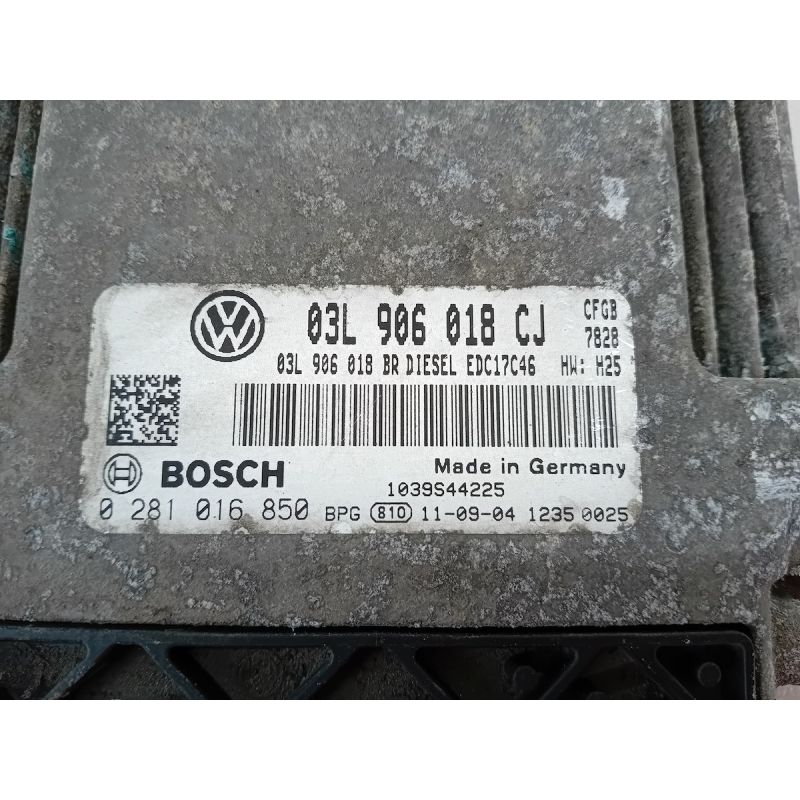 03L 906 018 CJ CFGB
7828
03L 906 018 BR DIESEL EDC17C46 HW: H25
BOSCH Made in Germany
1039S44225
0 281 016 850 BPG 810 11-09-04 1235 0025